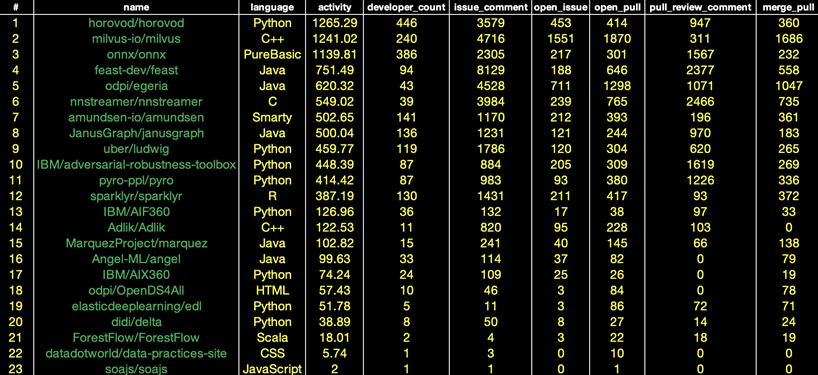 # name language activity developer_count issue_comment open_issue open_pull pull_review_comment merge_pull
1 horovod/horovod Python 1265.29 446 3579 453 414 947 360
2 milvus-io/milvus C++ 1241.02 240 4716 1551 1870 311 1686
3 onnx/onnx PureBasic 1139.81 386 2305 217 301 1567 232
4 feast-dev/feast Java 751.49 94 8129 188 646 2377 558
5 odpi/egeria Java 620.32 43 4528 711 1298 1071 1047
6 nnstreamer/nnstreamer C 549.02 39 3984 239 765 2466 735
7 amundsen-io/amundsen Smarty 502.65 141 1170 212 393 196 361
8 JanusGraph/janusgraph Java 500.04 136 1231 121 244 970 183
9 uber/ludwig Python 459.77 119 1786 120 304 620 265
10 IBM/adversarial-robustness-toolbox Python 448.39 87 884 205 309 1619 269
11 pyro-ppl/pyro Python 414.42 87 983 93 380 1226 336
12 sparklyr/sparklyr R 387.19 130 1431 211 417 93 372
13 IBM/AIF360 Python 126.96 36 132 17 38 97 33
14 Adlik/Adlik C++ 122.53 11 820 95 228 103 0
15 MarquezProject/marquez Java 102.82 15 241 40 145 66 138
16 Angel-ML/angel Java 99.63 33 114 37 82 0 79
17 IBM/AIX360 Python 74.24 24 109 25 26 0 19
18 odpi/OpenDS4All HTML 57.43 10 46 3 84 0 78
19 elasticdeeplearning/edl Python 51.78 5 11 3 86 72 71
20 didi/delta Python 38.89 8 50 8 27 14 24
21 ForestFlow/ForestFlow Scala 18.01 2 4 3 22 18 19
22 datadotworld/data-practices-site CSS 5.74 1 3 0 10 0 0
23 soajs/soajs JavaScript 2 1 1 0 1 0 0